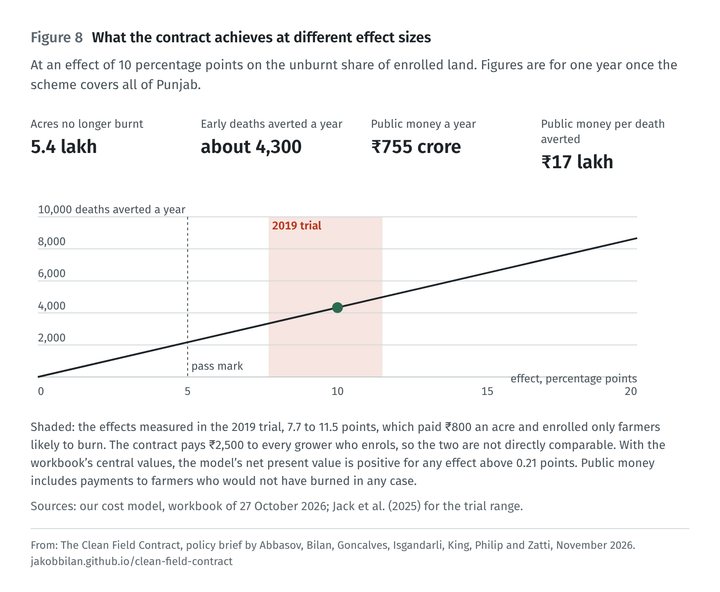 Figure 8 What the contract achieves at different effect sizes
At an effect of 10 percentage points on the unburnt share of enrolled land. Figures are for one year once the
scheme covers all of Punjab.
Acres no longer burnt
5.4 lakh
Early deaths averted a year
about 4,300
Public money a year
₹755 crore
Public money per death
averted
₹17 lakh
10,000 deaths averted a year
2019 trial
8,000
6,000
4,000
2,000
pass mark
effect, percentage points
0 5 10 15 20
Shaded: the effects measured in the 2019 trial, 7.7 to 11.5 points, which paid ₹800 an acre and enrolled only farmers
likely to burn. The contract pays ₹2,500 to every grower who enrols, so the two are not directly comparable. With the
workbook’s central values, the model’s net present value is positive for any effect above 0.21 points. Public money
includes payments to farmers who would not have burned in any case.
Sources: our cost model, workbook of 27 October 2026; Jack et al. (2025) for the trial range.
From: The Clean Field Contract, policy brief by Abbasov, Bilan, Goncalves, Isgandarli, King, Philip and Zatti, November 2026.
jakobbilan.github.io/clean-field-contract